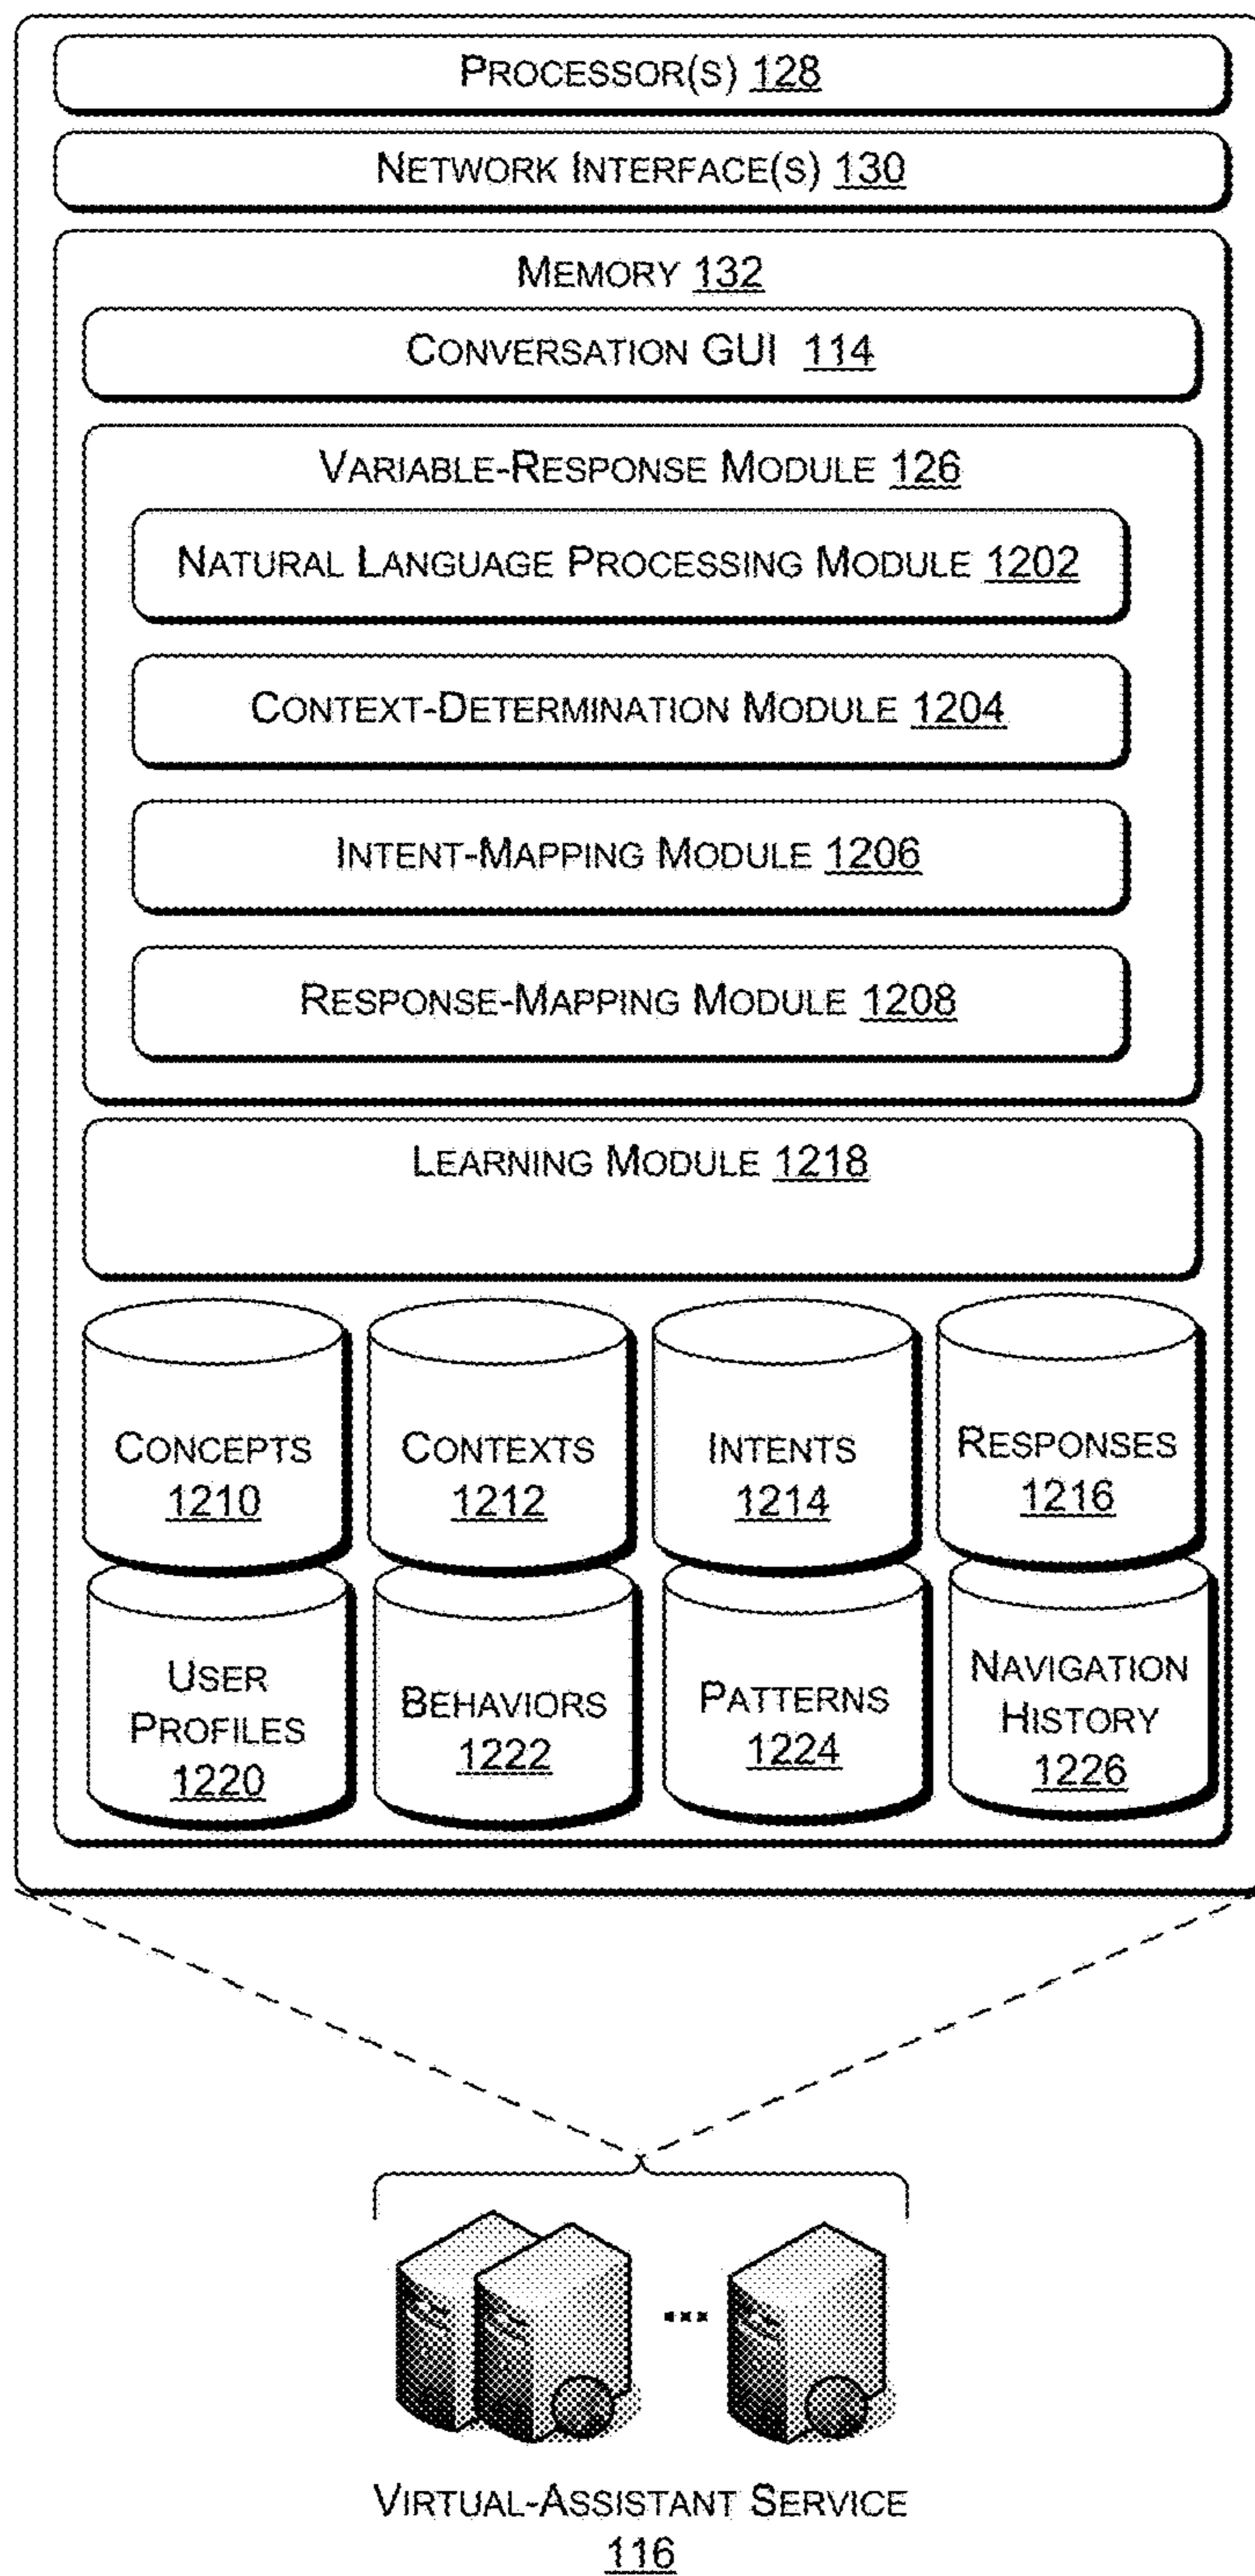 PROCESSOR(S) 128
NETWORK INTERFACE(S) 130
MEMORY 132
CONVERSATION GUI 114
VARIABLE-RESPONSE MODULE 126
NATURAL LANGUAGE PROCESSING MODULE 1202
CONTEXT-DETERMINATION MODULE 1204
INTENT-MAPPING MODULE 1206
RESPONSE-MAPPING MODULE 1208
LEARNING MODULE 1218
CONCEPTS
1210
CONTEXTS
1212
INTENTS
1214
RESPONSES
1216
USER
PROFILES
1220
BEHAVIORS
1222
PATTERNS
1224
NAVIGATION
HISTORY
1226
...
VIRTUAL-ASSISTANT SERVICE
116